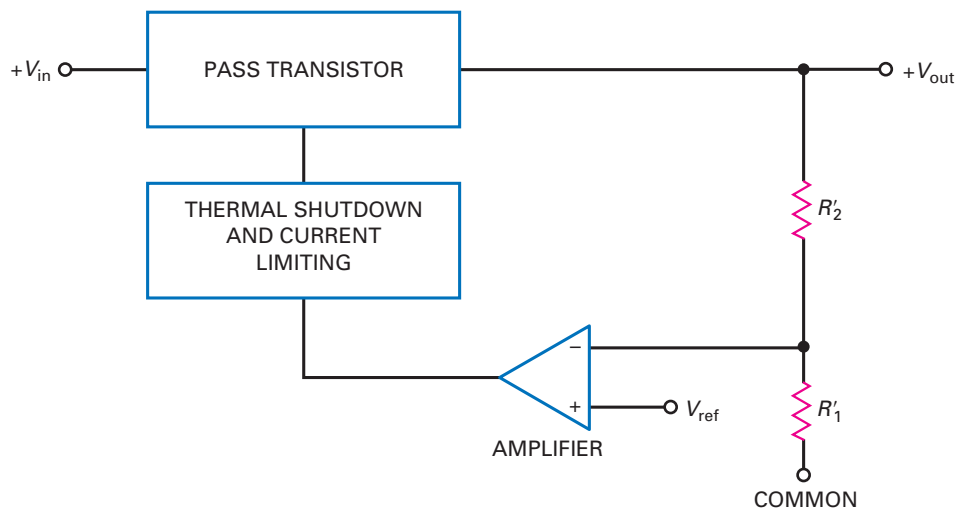 +Vin
PASS TRANSISTOR
+Vout
THERMAL SHUTDOWN
AND CURRENT
LIMITING
R′2
−
+
Vref
R′1
AMPLIFIER
COMMON